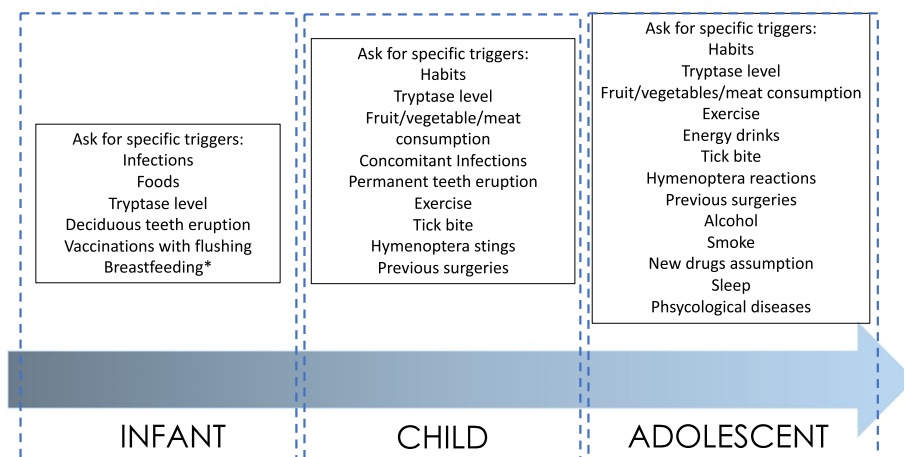 Ask for specific triggers:
Infections
Foods
Tryptase level
Deciduous teeth eruption
Vaccinations with flushing
Breastfeeding*
Ask for specific triggers:
Habits
Tryptase level
Fruit/vegetable/meat
consumption
Concomitant Infections
Permanent teeth eruption
Exercise
Tick bite
Hymenoptera stings
Previous surgeries
Ask for specific triggers:
Habits
Tryptase level
Fruit/vegetables/meat consumption
Exercise
Energy drinks
Tick bite
Hymenoptera reactions
Previous surgeries
Alcohol
Smoke
New drugs assumption
Sleep
Phsycological diseases
INFANT
CHILD
ADOLESCENT